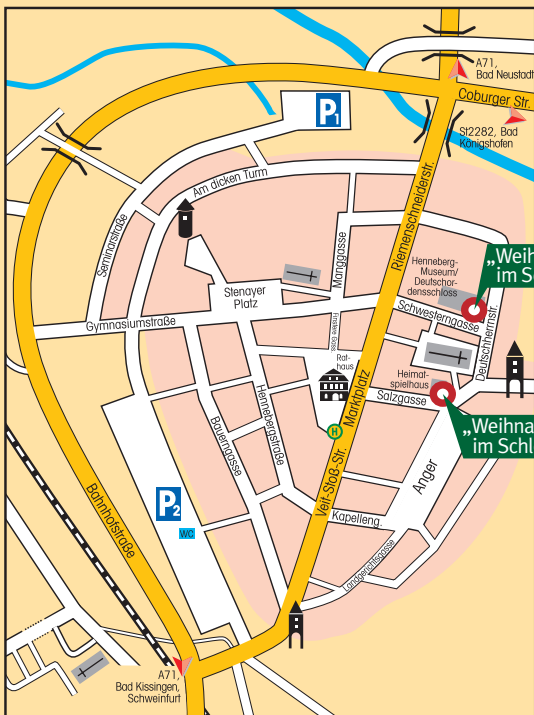 A71,
Bad Neustadt
Coburger Str.
St2282, Bad
Königshofen
P1
Am dicken Turm
Seminarstraße
Riemenschneiderstr.
Manggasse
„Weih
im Sc
Henneberg-
Museum/
Deutschor-
densschloss
Stenayer
Platz
Schwesterngasse
Gymnasiumstraße
Deutschherrnstr.
Rat-
haus
Heimat-
spielhaus
Salzgasse
Marktplatz
Hennebergstraße
Bauerngasse
H
„Weihna
im Schl
Anger
Veit-Stoß-Str.
P2
WC
Kapelleng.
Bahnhofstraße
Landgerichtsgasse
A71,
Bad Kissingen,
Schweinfurt